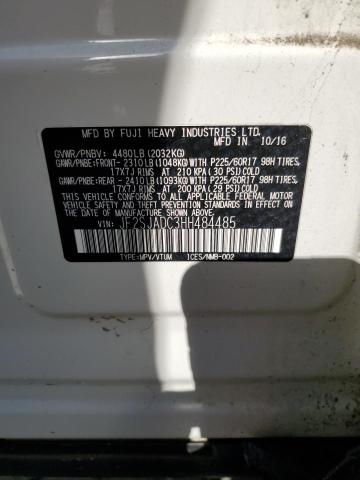 MFD BY FUJI HEAVY INDUSTRIES LTD.
MFD IN 10/16
GVWR/PNBV: 4480LB(2032KG)
GAWR/PNBE:FRONT- 2310LB(1048KG)WITH P225/60R17 98H TIRES,
17X7J RIMS AT 210 KPA(30 PSI)COLD
GAWR/PNBE:REAR - 2410LB(1093KG)WITH P225/60R17 98H TIRES,
17X7J RIMS AT 200 KPA(29 PSI)COLD
THIS VEHICLE CONFORMS TO ALL APPLICABLE FEDERAL MOTOR
VEHICLE SAFETY, BUMPER, AND THEFT PREVENTION STANDARDS
IN EFFECT ON THE DATE OF MANUFACTURE SHOWN ABOVE.
VIN: JF2SJADC3HH484485
TYPE:MPV/VTUM ICES/NMB-002